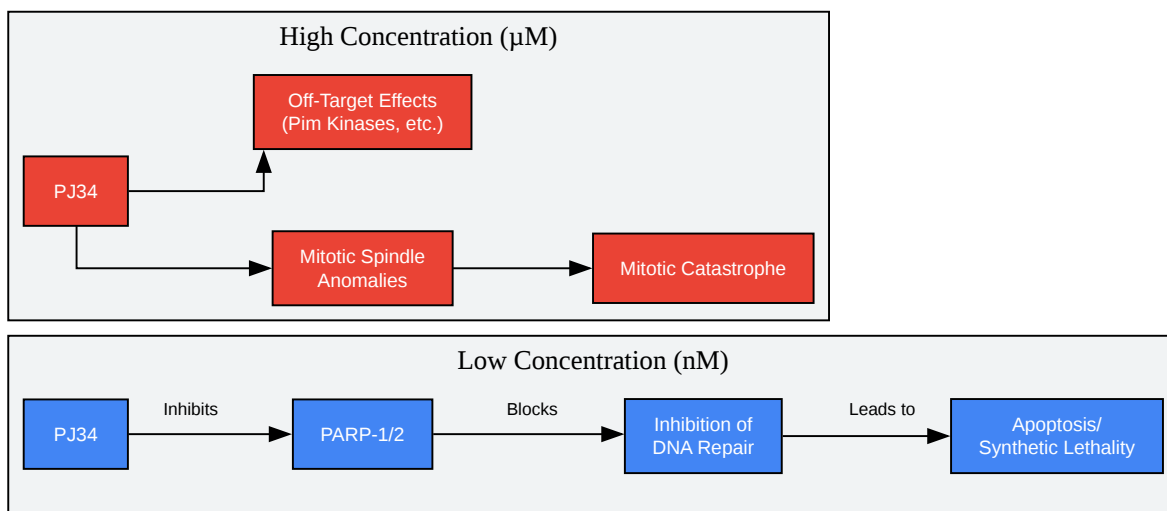 High Concentration (µM)
Off-Target Effects
(Pim Kinases, etc.)
PJ34
Mitotic Spindle
Anomalies
Mitotic Catastrophe
Low Concentration (nM)
PJ34
Inhibits
PARP-1/2
Blocks
Inhibition of
DNA Repair
Leads to
Apoptosis/
Synthetic Lethality